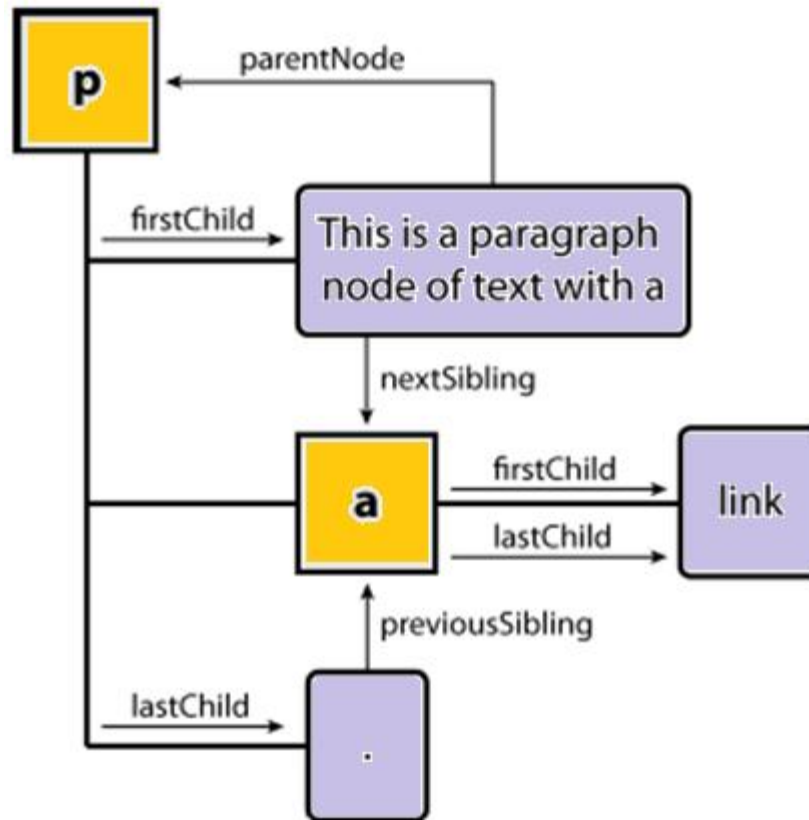 p
parentNode
firstChild
This is a paragraph
node of text with a
nextSibling
a
firstChild
link
lastChild
previousSibling
lastChild
.